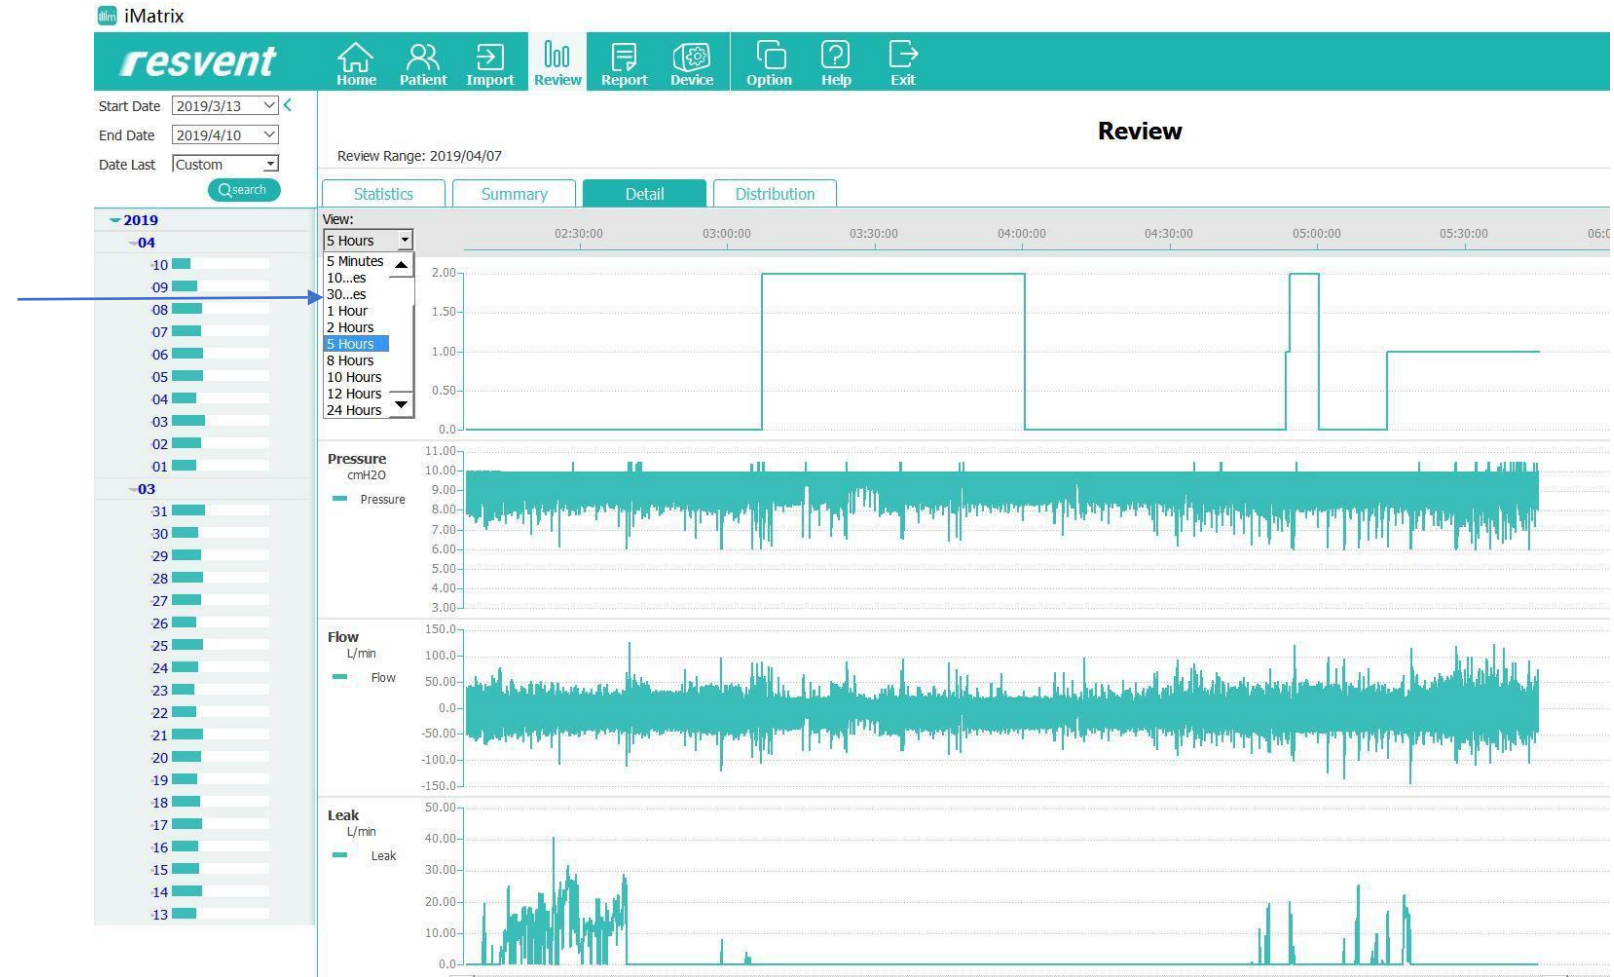 iMatrix
resvent
Home Patient Import Review Report Device Option Help Exit
Start Date 2019/3/13
End Date 2019/4/10
Date Last Custom
search
Review
Review Range: 2019/04/07
Statistics Summary Detail Distribution
2019
04
10
09
08
07
06
05
04
03
02
01
03
31
30
29
28
27
26
25
24
23
22
21
20
19
18
17
16
15
14
13
View:
5 Hours
02:30:00 03:00:00 03:30:00 04:00:00 04:30:00 05:00:00 05:30:00 06:0
5 Minutes
10...es
30...es
1 Hour
2 Hours
5 Hours
8 Hours
10 Hours
12 Hours
24 Hours
2.00
1.50
1.00
0.50
0.0
Pressure
cmH2O
Pressure
11.00
10.00
9.00
8.00
7.00
6.00
5.00
4.00
3.00
Flow
L/min
Flow
150.0
100.0
50.00
0.0
-50.00
-100.0
-150.0
Leak
L/min
Leak
50.00
40.00
30.00
20.00
10.00
0.0